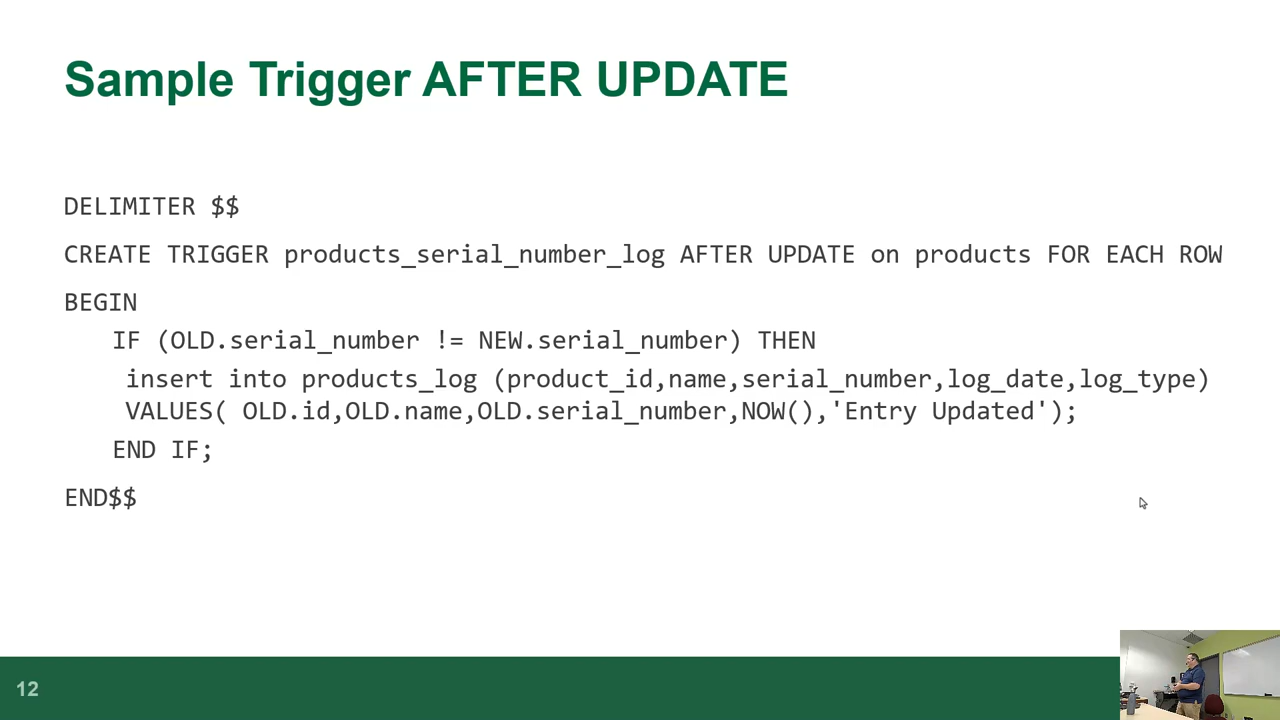 Sample Trigger AFTER UPDATE
DELIMITER $$
CREATE TRIGGER products_serial_number_log AFTER UPDATE on products FOR EACH ROW
BEGIN
IF (OLD.serial_number != NEW.serial_number) THEN
insert into products_log (product_id,name,serial_number,log_date,log_type)
VALUES( OLD.id,OLD.name,OLD.serial_number,NOW(),'Entry Updated');
END IF;
END$$
12